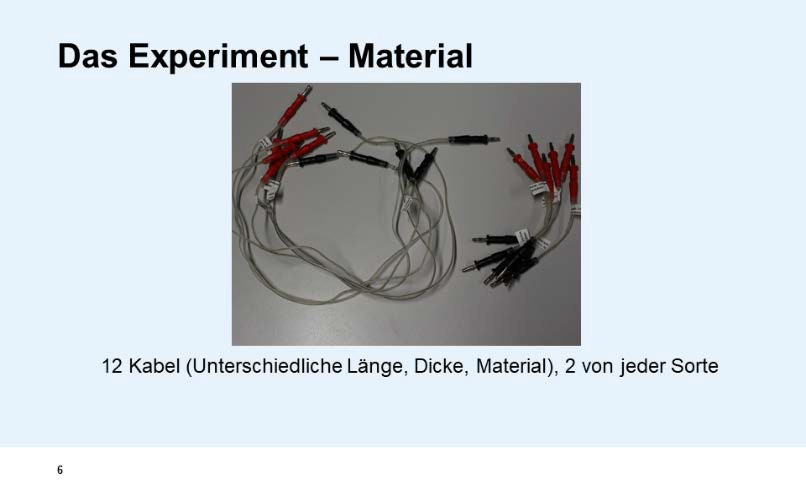 Das Experiment – Material
12 Kabel (Unterschiedliche Länge, Dicke, Material), 2 von jeder Sorte
6